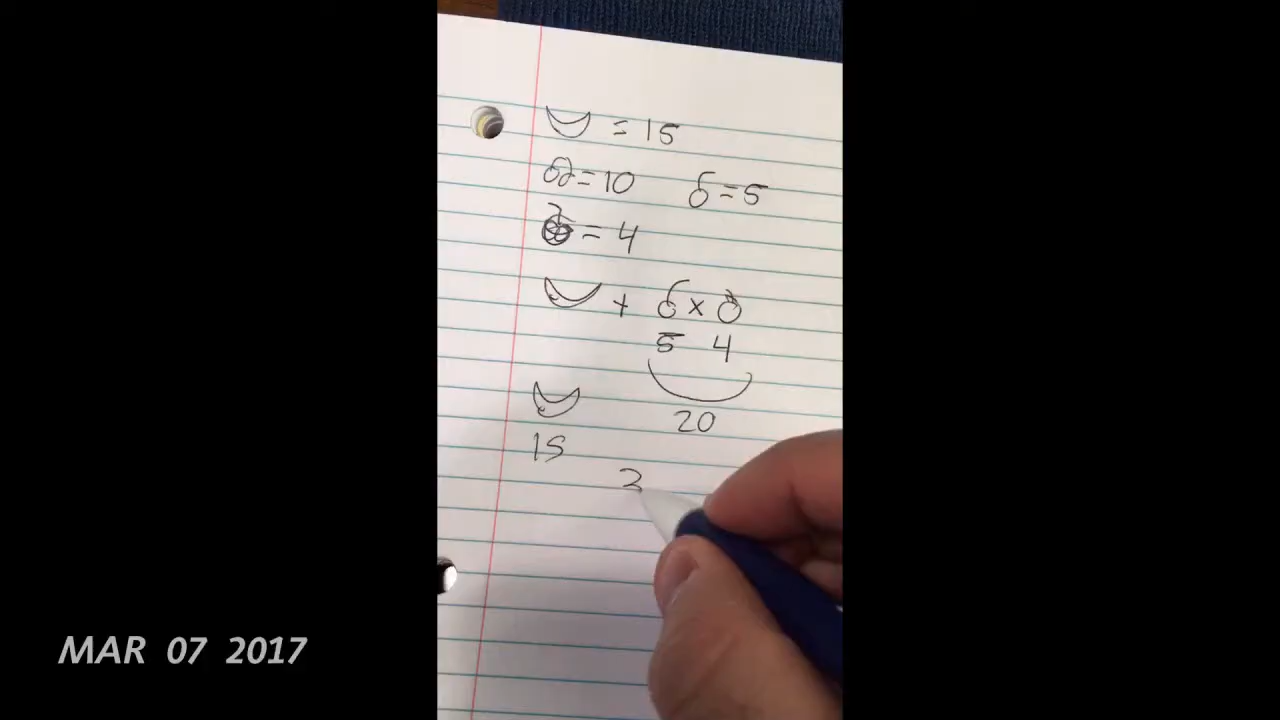 = 15
= 10 = 5
= 4
+ x
5 4
20
15
3
MAR 07 2017